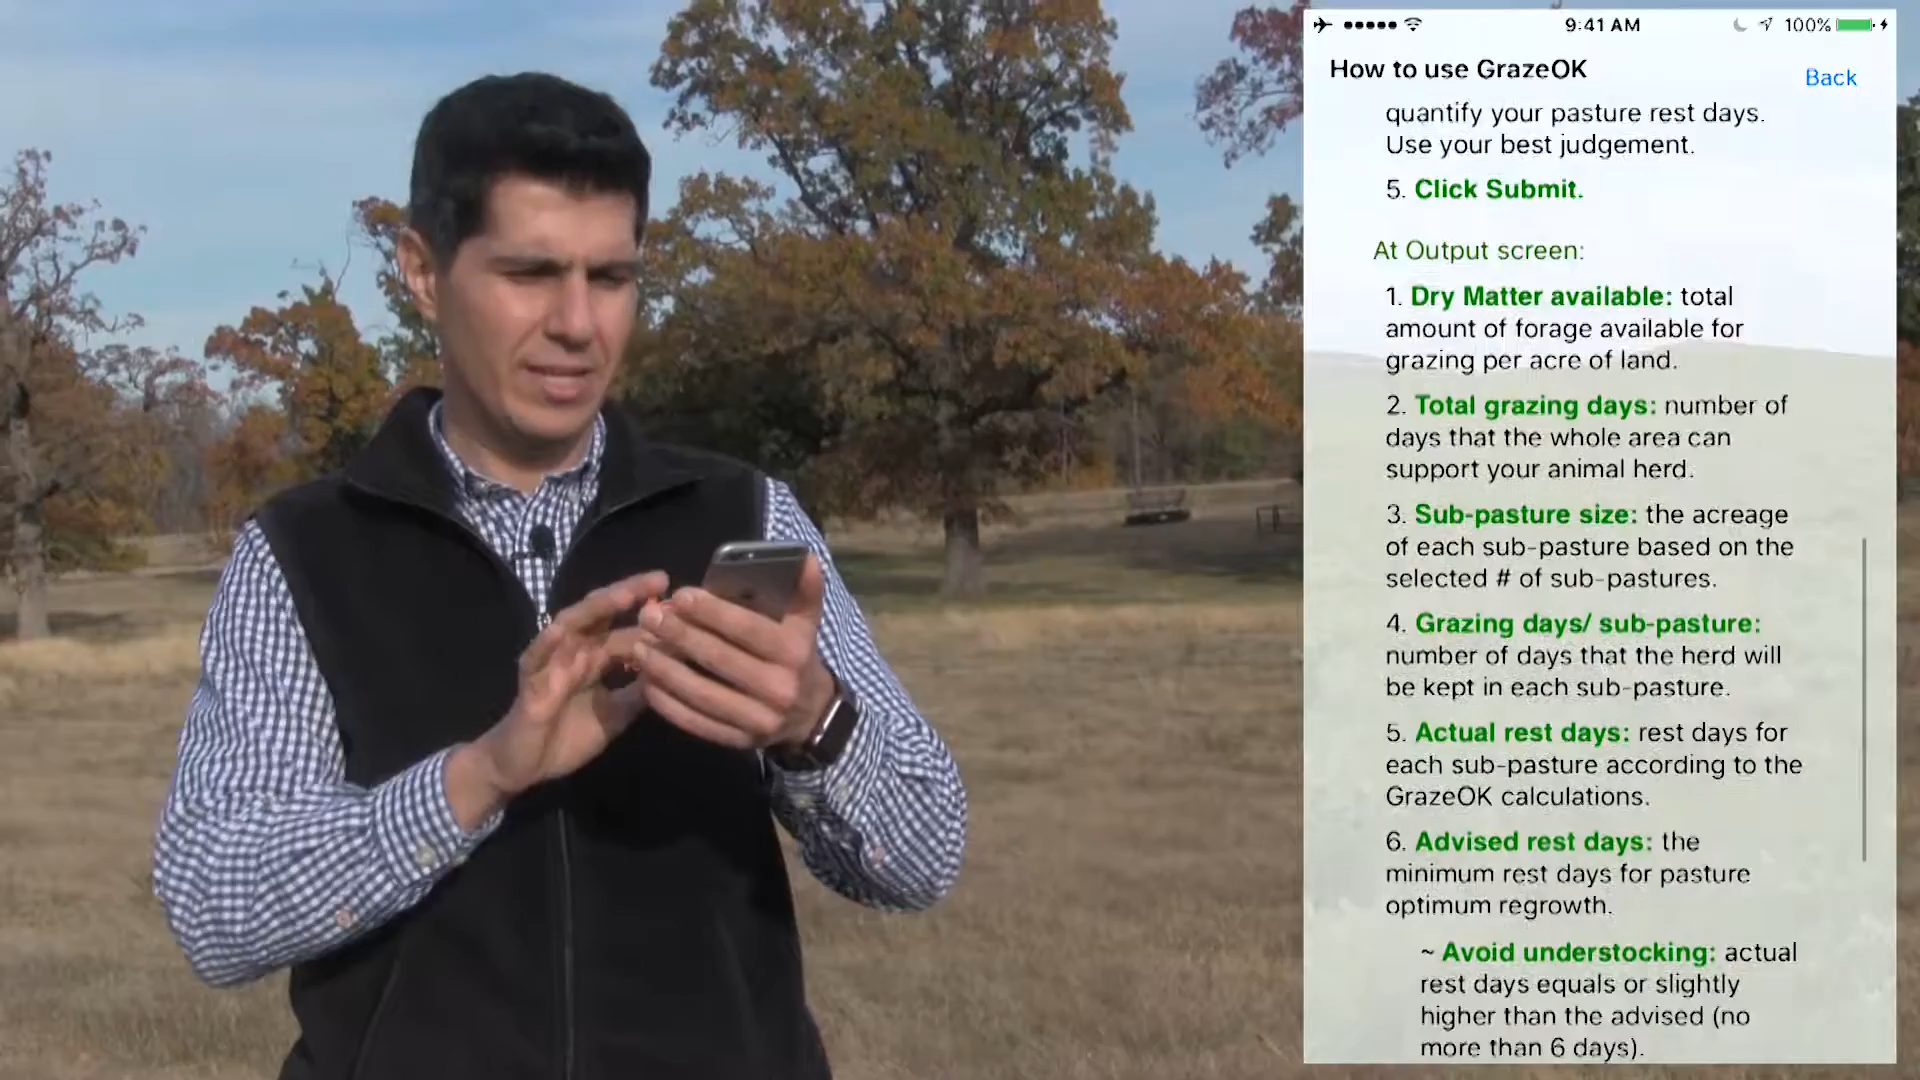 9:41 AM
100%
How to use GrazeOK
Back
quantify your pasture rest days.
Use your best judgement.
5. Click Submit.
At Output screen:
1. Dry Matter available: total
amount of forage available for
grazing per acre of land.
2. Total grazing days: number of
days that the whole area can
support your animal herd.
3. Sub-pasture size: the acreage
of each sub-pasture based on the
selected # of sub-pastures.
4. Grazing days/ sub-pasture:
number of days that the herd will
be kept in each sub-pasture.
5. Actual rest days: rest days for
each sub-pasture according to the
GrazeOK calculations.
6. Advised rest days: the
minimum rest days for pasture
optimum regrowth.
~ Avoid understocking: actual
rest days equals or slightly
higher than the advised (no
more than 6 days).